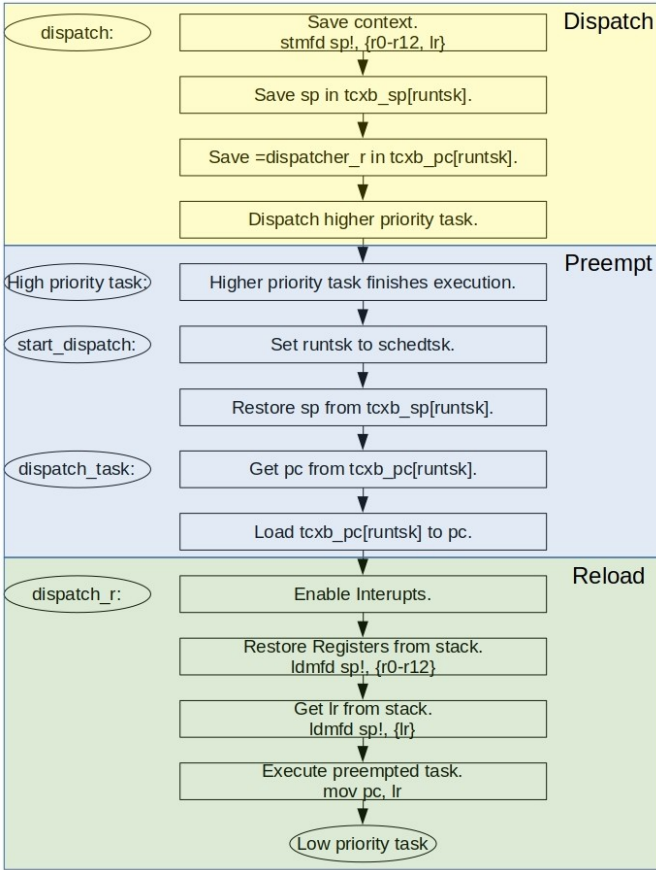 Dispatch
dispatch:
Save context.
stmfd sp!, {r0-r12, lr}
Save sp in tcxb_sp[runtsk].
Save =dispatcher_r in tcxb_pc[runtsk].
Dispatch higher priority task.
Preempt
High priority task:
Higher priority task finishes execution.
start_dispatch:
Set runtsk to schedtsk.
Restore sp from tcxb_sp[runtsk].
dispatch_task:
Get pc from tcxb_pc[runtsk].
Load tcxb_pc[runtsk] to pc.
Reload
dispatch_r:
Enable Interupts.
Restore Registers from stack.
ldmfd sp!, {r0-r12}
Get lr from stack.
ldmfd sp!, {lr}
Execute preempted task.
mov pc, lr
Low priority task